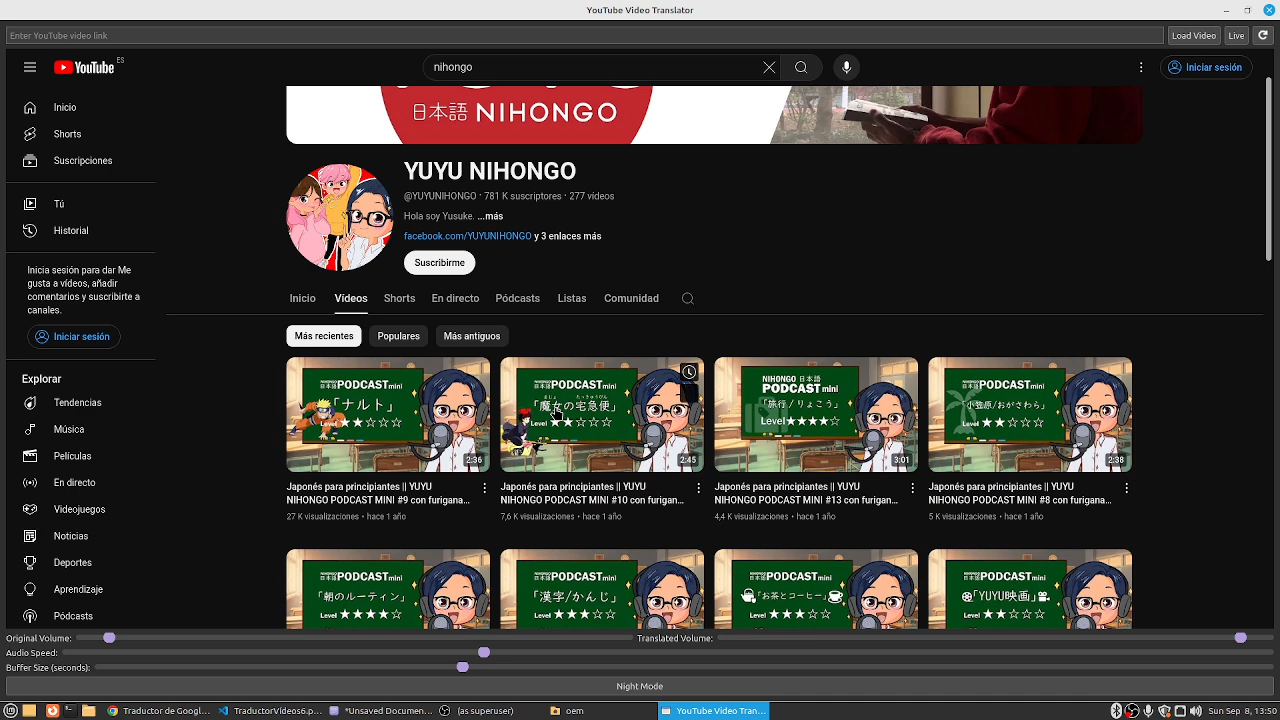 YouTube Video Translator
Enter YouTube video link
Load Video
Live
YouTube ES
nihongo
Iniciar sesión
Inicio
Shorts
Suscripciones
Tú
Historial
Inicia sesión para dar Me
gusta a vídeos, añadir
comentarios y suscribirte a
canales.
Iniciar sesión
Explorar
Tendencias
Música
Películas
En directo
Videojuegos
Noticias
Deportes
Aprendizaje
Pódcasts
日本語 NIHONGO
YUYU NIHONGO
@YUYUNIHONGO · 781 K suscriptores · 277 vídeos
Hola soy Yusuke. ...más
facebook.com/YUYUNIHONGO y 3 enlaces más
Suscribirme
Inicio Vídeos Shorts En directo Pódcasts Listas Comunidad
Más recientes Populares Más antiguos
PODCAST mini
「ナルト」
Level ★★☆☆☆
2:36
PODCAST mini
まじょ たっきゅうびん
「魔女の宅急便」
Level ★★☆☆☆
2:45
NIHONGO 日本語
PODCAST mini
「旅行/りょこう」
Level ★★★★☆
3:01
PODCAST mini
「小笠原/おがさわら」
Level ★★☆☆☆
2:38
Japonés para principiantes || YUYU
NIHONGO PODCAST MINI #9 con furigana...
27 K visualizaciones · hace 1 año
Japonés para principiantes || YUYU
NIHONGO PODCAST MINI #10 con furigan...
7,6 K visualizaciones · hace 1 año
Japonés para principiantes || YUYU
NIHONGO PODCAST MINI #13 con furigan...
4,4 K visualizaciones · hace 1 año
Japonés para principiantes || YUYU
NIHONGO PODCAST MINI #8 con furigana...
5 K visualizaciones · hace 1 año
PODCAST mini
「朝のルーティン」
Level ★★★★☆
PODCAST mini
「漢字/かんじ」
Level ★★★☆☆
PODCAST mini
「お茶とコーヒー」
Level ★★★★☆
PODCAST mini
「YUYU映画」
Level ★★☆☆☆
Original Volume:
Translated Volume:
Audio Speed:
Buffer Size (seconds):
Night Mode
Traductor de Googl...
TraductorVideos6.p...
*Unsaved Documen...
(as superuser)
oem
YouTube Video Tran...
Sun Sep 8, 13:50